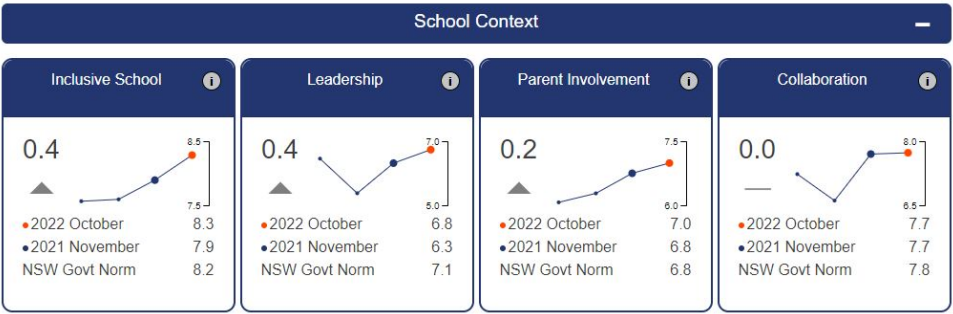 School Context
Inclusive School
0.4
8.5
7.5
2022 October 8.3
2021 November 7.9
NSW Govt Norm 8.2
Leadership
0.4
7.0
5.0
2022 October 6.8
2021 November 6.3
NSW Govt Norm 7.1
Parent Involvement
0.2
7.5
6.0
2022 October 7.0
2021 November 6.8
NSW Govt Norm 6.8
Collaboration
0.0
8.0
6.5
2022 October 7.7
2021 November 7.7
NSW Govt Norm 7.8